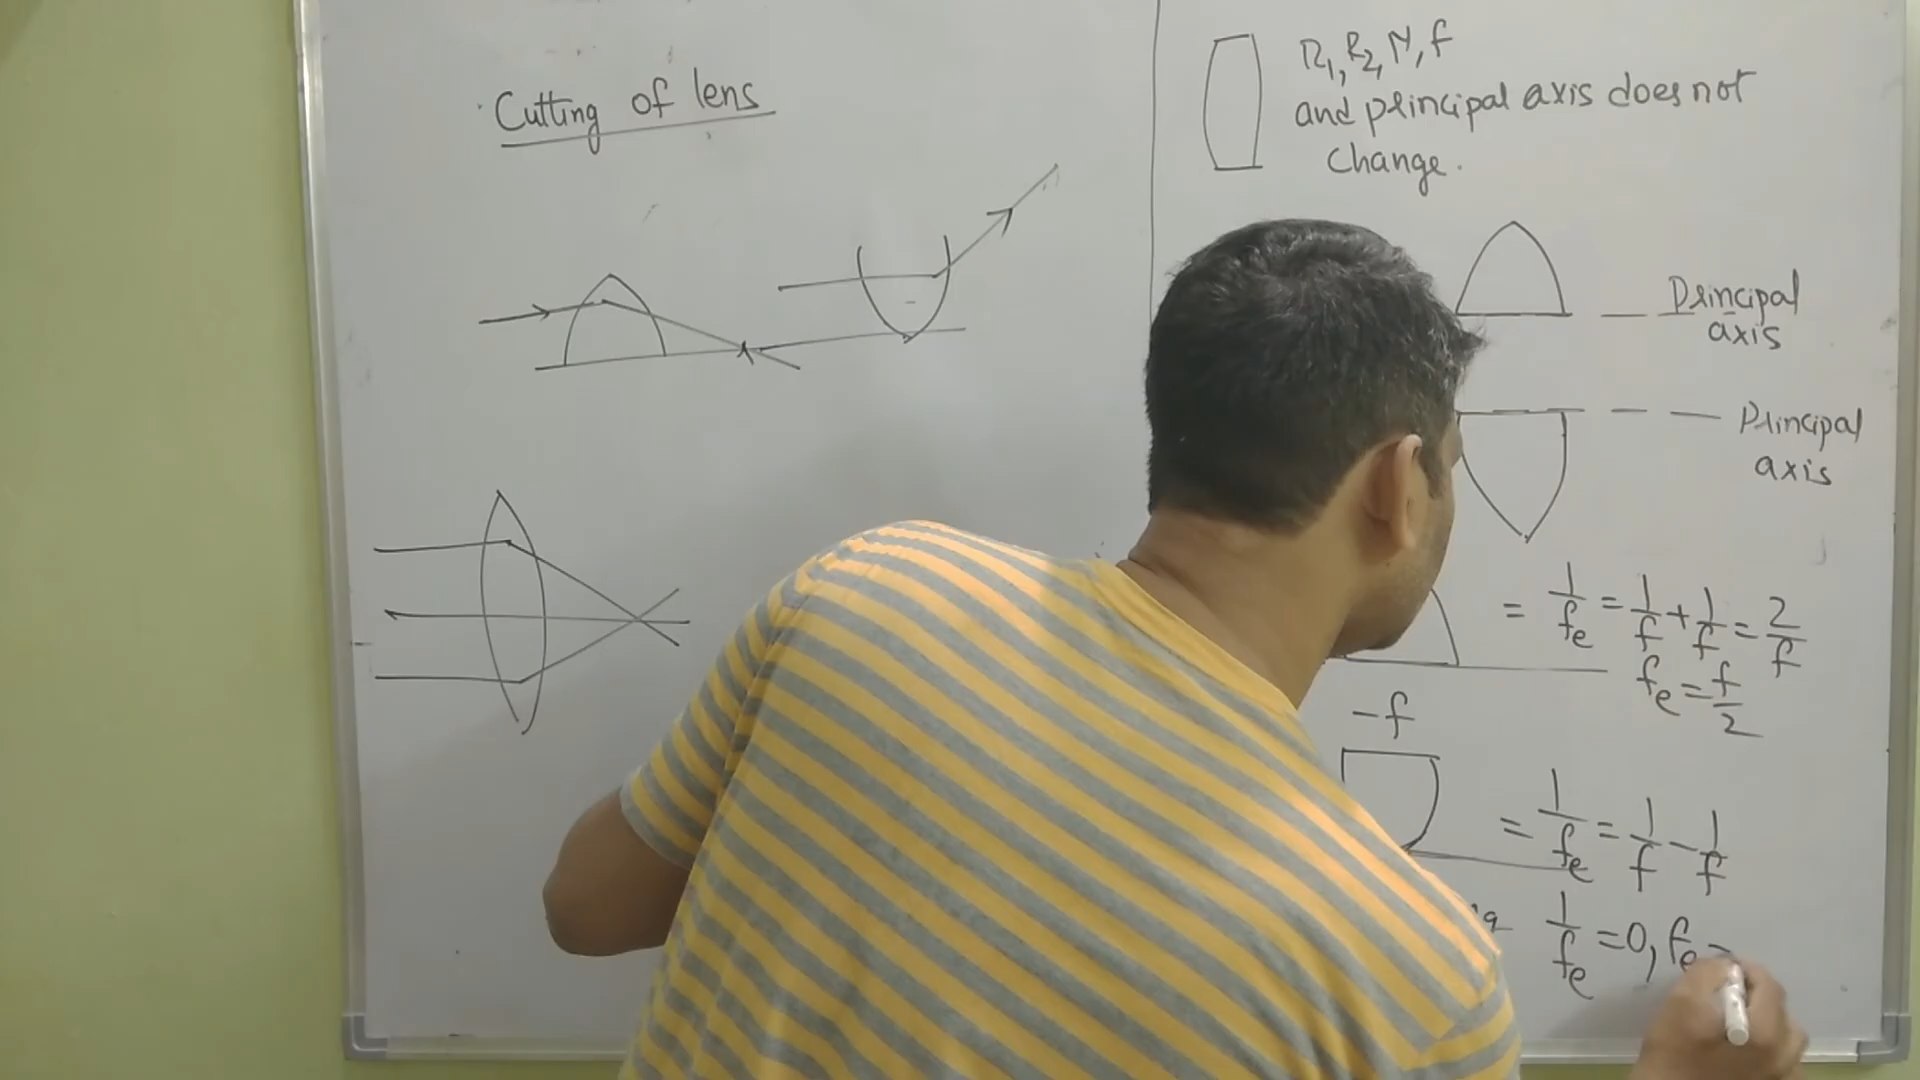 Cutting of lens
R1, R2, μ, f
and principal axis does not
change.
Principal
axis
Principal
axis
= 1/fe = 1/f + 1/f = 2/f
fe = f/2
-f
= 1/fe = 1/f - 1/f
1/fe = 0, fe =